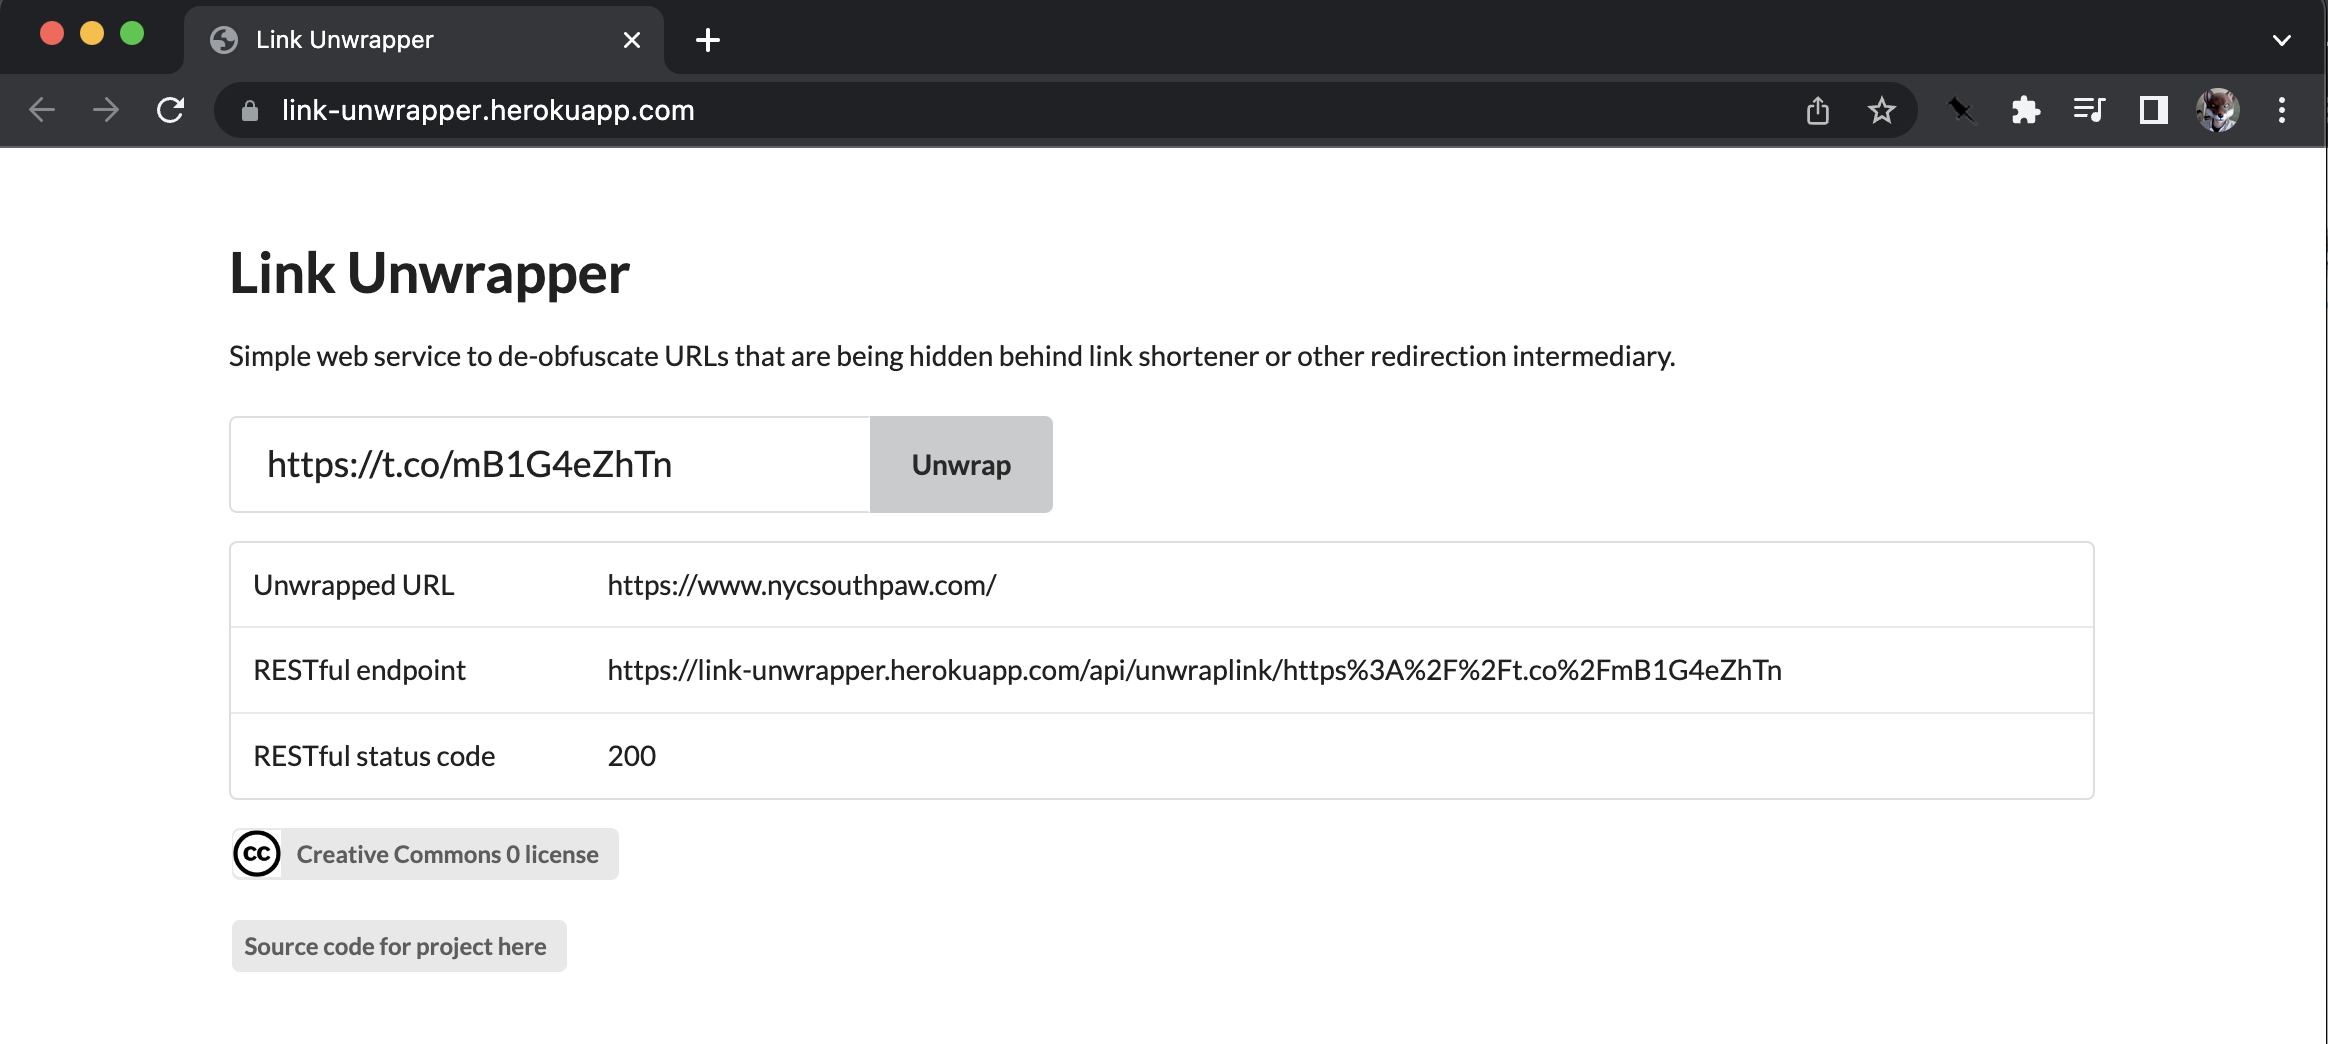 Link Unwrapper
link-unwrapper.herokuapp.com
Link Unwrapper
Simple web service to de-obfuscate URLs that are being hidden behind link shortener or other redirection intermediary.
https://t.co/mB1G4eZhTn Unwrap
Unwrapped URL https://www.nycsouthpaw.com/
RESTful endpoint https://link-unwrapper.herokuapp.com/api/unwraplink/https%3A%2F%2Ft.co%2FmB1G4eZhTn
RESTful status code 200
cc Creative Commons 0 license
Source code for project here